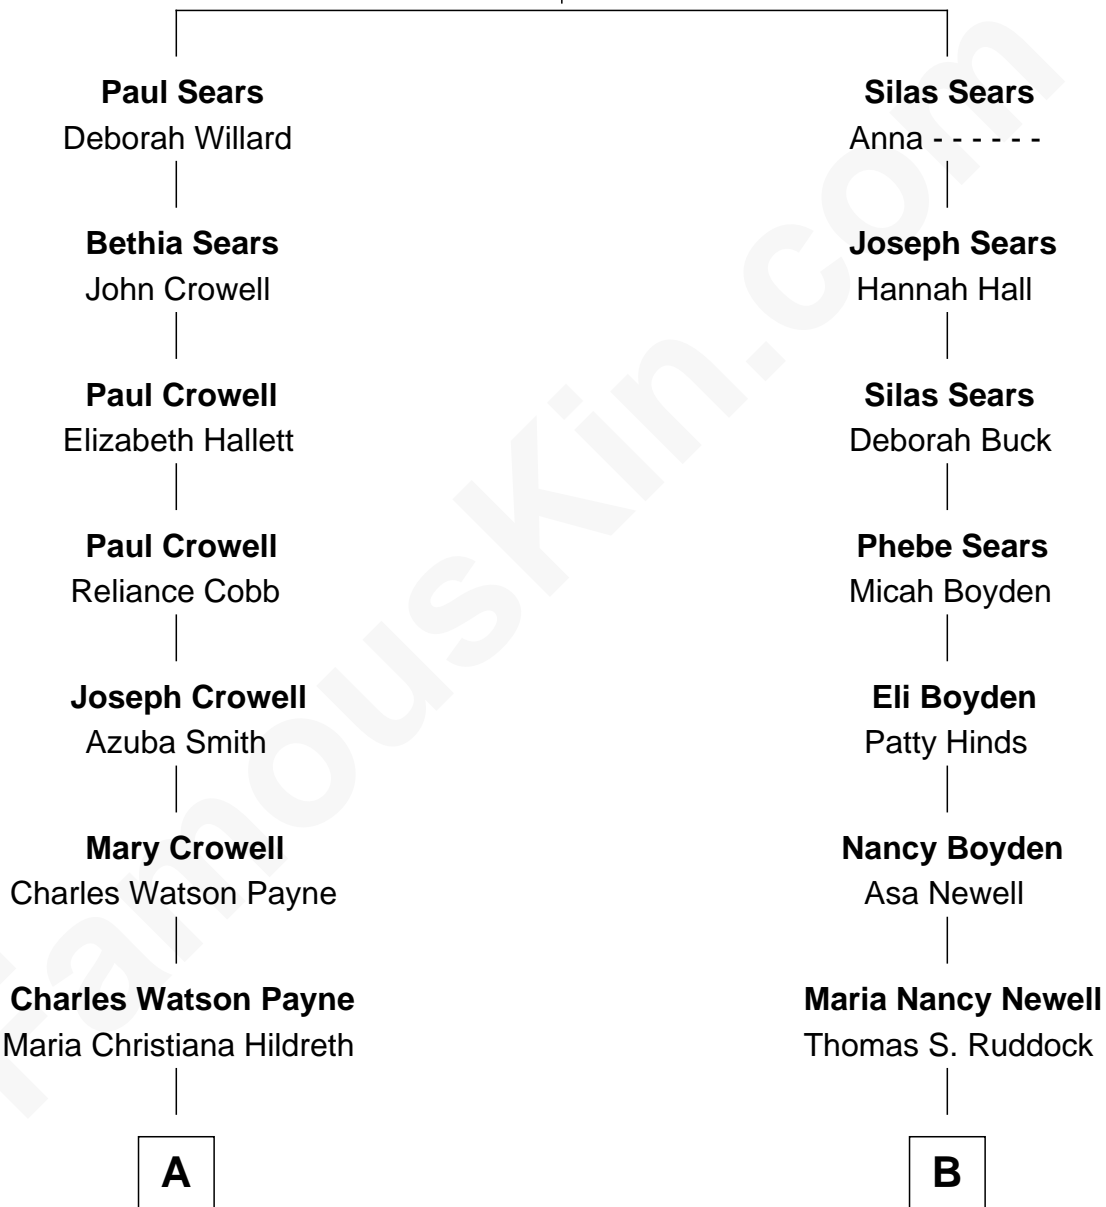 Paul Sears
Deborah Willard
Silas Sears
Anna - - - - - -
Bethia Sears
John Crowell
Joseph Sears
Hannah Hall
Paul Crowell
Elizabeth Hallett
Silas Sears
Deborah Buck
Paul Crowell
Reliance Cobb
Phebe Sears
Micah Boyden
Joseph Crowell
Azuba Smith
Eli Boyden
Patty Hinds
Mary Crowell
Charles Watson Payne
Nancy Boyden
Asa Newell
Charles Watson Payne
Maria Christiana Hildreth
Maria Nancy Newell
Thomas S. Ruddock
A
B
FamousKin.com